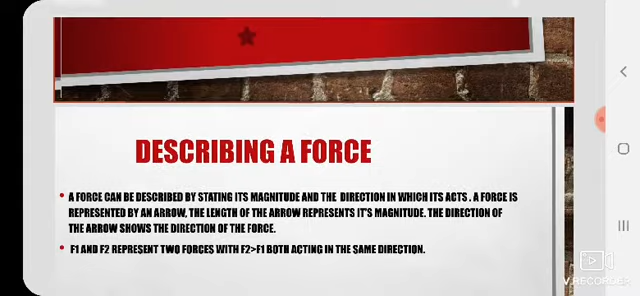 DESCRIBING A FORCE
• A FORCE CAN BE DESCRIBED BY STATING ITS MAGNITUDE AND THE DIRECTION IN WHICH ITS ACTS . A FORCE IS
REPRESENTED BY AN ARROW, THE LENGTH OF THE ARROW REPRESENTS IT'S MAGNITUDE. THE DIRECTION OF
THE ARROW SHOWS THE DIRECTION OF THE FORCE.
• F1 AND F2 REPRESENT TWO FORCES WITH F2>F1 BOTH ACTING IN THE SAME DIRECTION.
V.RECORDER